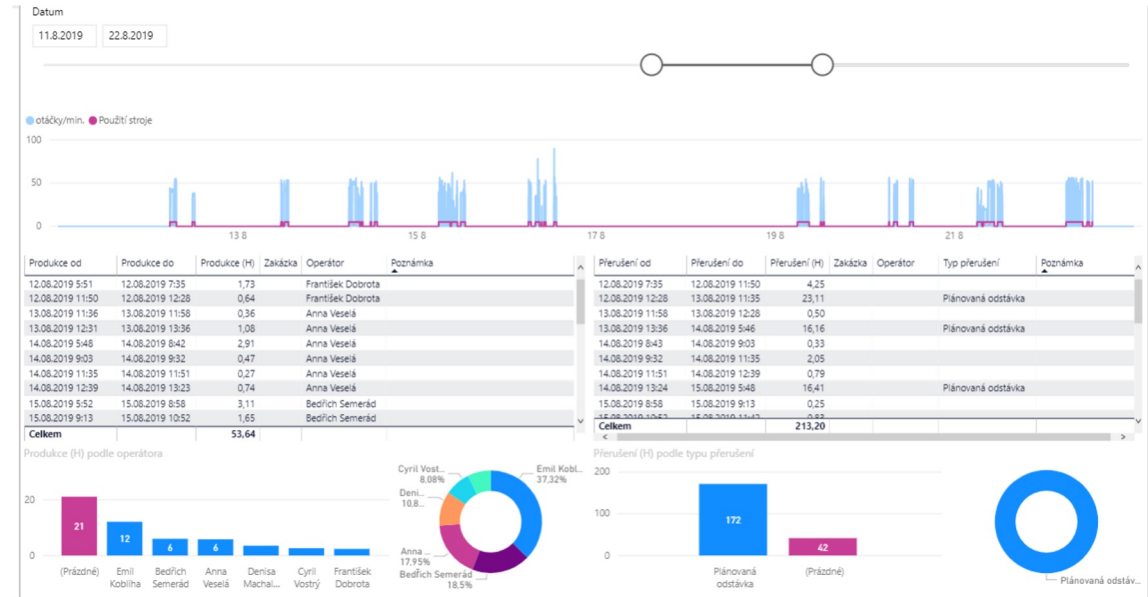 Datum
11.8.2019 22.8.2019
otáčky/min. Použití stroje
100
50
0
13 8 15 8 17 8 19 8 21 8
Produkce od Produkce do Produkce (H) Zakázka Operátor Poznámka
12.08.2019 5:51 12.08.2019 7:35 1,73 František Dobrota
12.08.2019 11:50 12.08.2019 12:28 0,64 František Dobrota
13.08.2019 11:36 13.08.2019 11:58 0,36 Anna Veselá
13.08.2019 12:31 13.08.2019 13:36 1,08 Anna Veselá
14.08.2019 5:48 14.08.2019 8:42 2,91 Anna Veselá
14.08.2019 9:03 14.08.2019 9:32 0,47 Anna Veselá
14.08.2019 11:35 14.08.2019 11:51 0,27 Anna Veselá
14.08.2019 12:39 14.08.2019 13:23 0,74 Anna Veselá
15.08.2019 5:52 15.08.2019 8:58 3,11 Bedřich Semerád
15.08.2019 9:13 15.08.2019 10:52 1,65 Bedřich Semerád
Celkem 53,64
Přerušení od Přerušení do Přerušení (H) Zakázka Operátor Typ přerušení Poznámka
12.08.2019 7:35 12.08.2019 11:50 4,25
12.08.2019 12:28 13.08.2019 11:35 23,11 Plánovaná odstávka
13.08.2019 11:58 13.08.2019 12:28 0,50
13.08.2019 13:36 14.08.2019 5:46 16,16 Plánovaná odstávka
14.08.2019 8:43 14.08.2019 9:03 0,33
14.08.2019 9:32 14.08.2019 11:35 2,05
14.08.2019 11:51 14.08.2019 12:39 0,79
14.08.2019 13:24 15.08.2019 5:48 16,41 Plánovaná odstávka
15.08.2019 8:58 15.08.2019 9:13 0,25
15.08.2019 10:52 15.08.2019 11:42 0,83
Celkem 213,20
Produkce (H) podle operátora
20
0
21
12
6
6
(Prázdné) Emil Bedřich Anna Denisa Cyril František
Kobliha Semerád Veselá Machal... Vostrý Dobrota
Cyril Vost...
8,08%
Deni...
10,8...
Anna ...
17,95%
Bedřich Semerád
18,5%
Emil Kobl...
37,32%
Přerušení (H) podle typu přerušení
200
100
0
172
42
Plánovaná (Prázdné)
odstávka
Plánovaná odstáv...